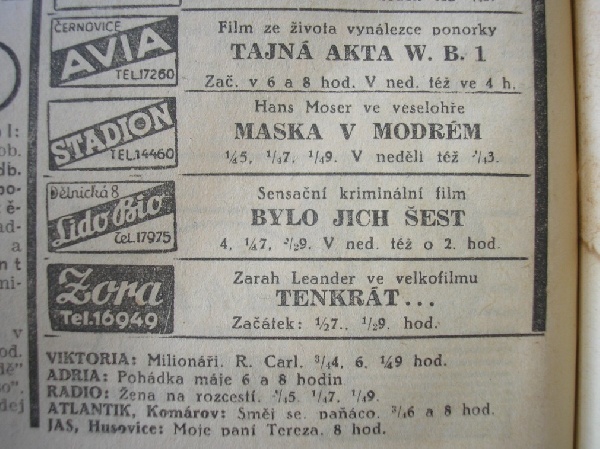 ČERNOVICE
AVIA
TEL.17260
Film ze života vynálezce ponorky
TAJNÁ AKTA W. B. 1
Zač. v 6 a 8 hod. V ned. též ve 4 h.
STADION
TEL.14460
Hans Moser ve veselohře
MASKA V MODRÉM
¼5, ¼7, ¼9. V neděli též ¾3.
Dělnická 8
Lido Bio
čel.17975
Sensační kriminální film
BYLO JICH ŠEST
4, ¼7, ½9. V ned. též o 2. hod.
Zora
Tel.16949
Zarah Leander ve velkofilmu
TENKRÁT...
Začátek: ½7., ½9. hod.
VIKTORIA: Milionáři. R. Carl. ¾4, 6, ¼9 hod.
ADRIA: Pohádka máje 6 a 8 hodin
RADIO: Žena na rozcestí. ¼7, ¼9.
ATLANTIK, Komárov: Směj se, paňáco. ¾6 a 8 hod.
JAS, Husovice: Moje paní Tereza. 8 hod.